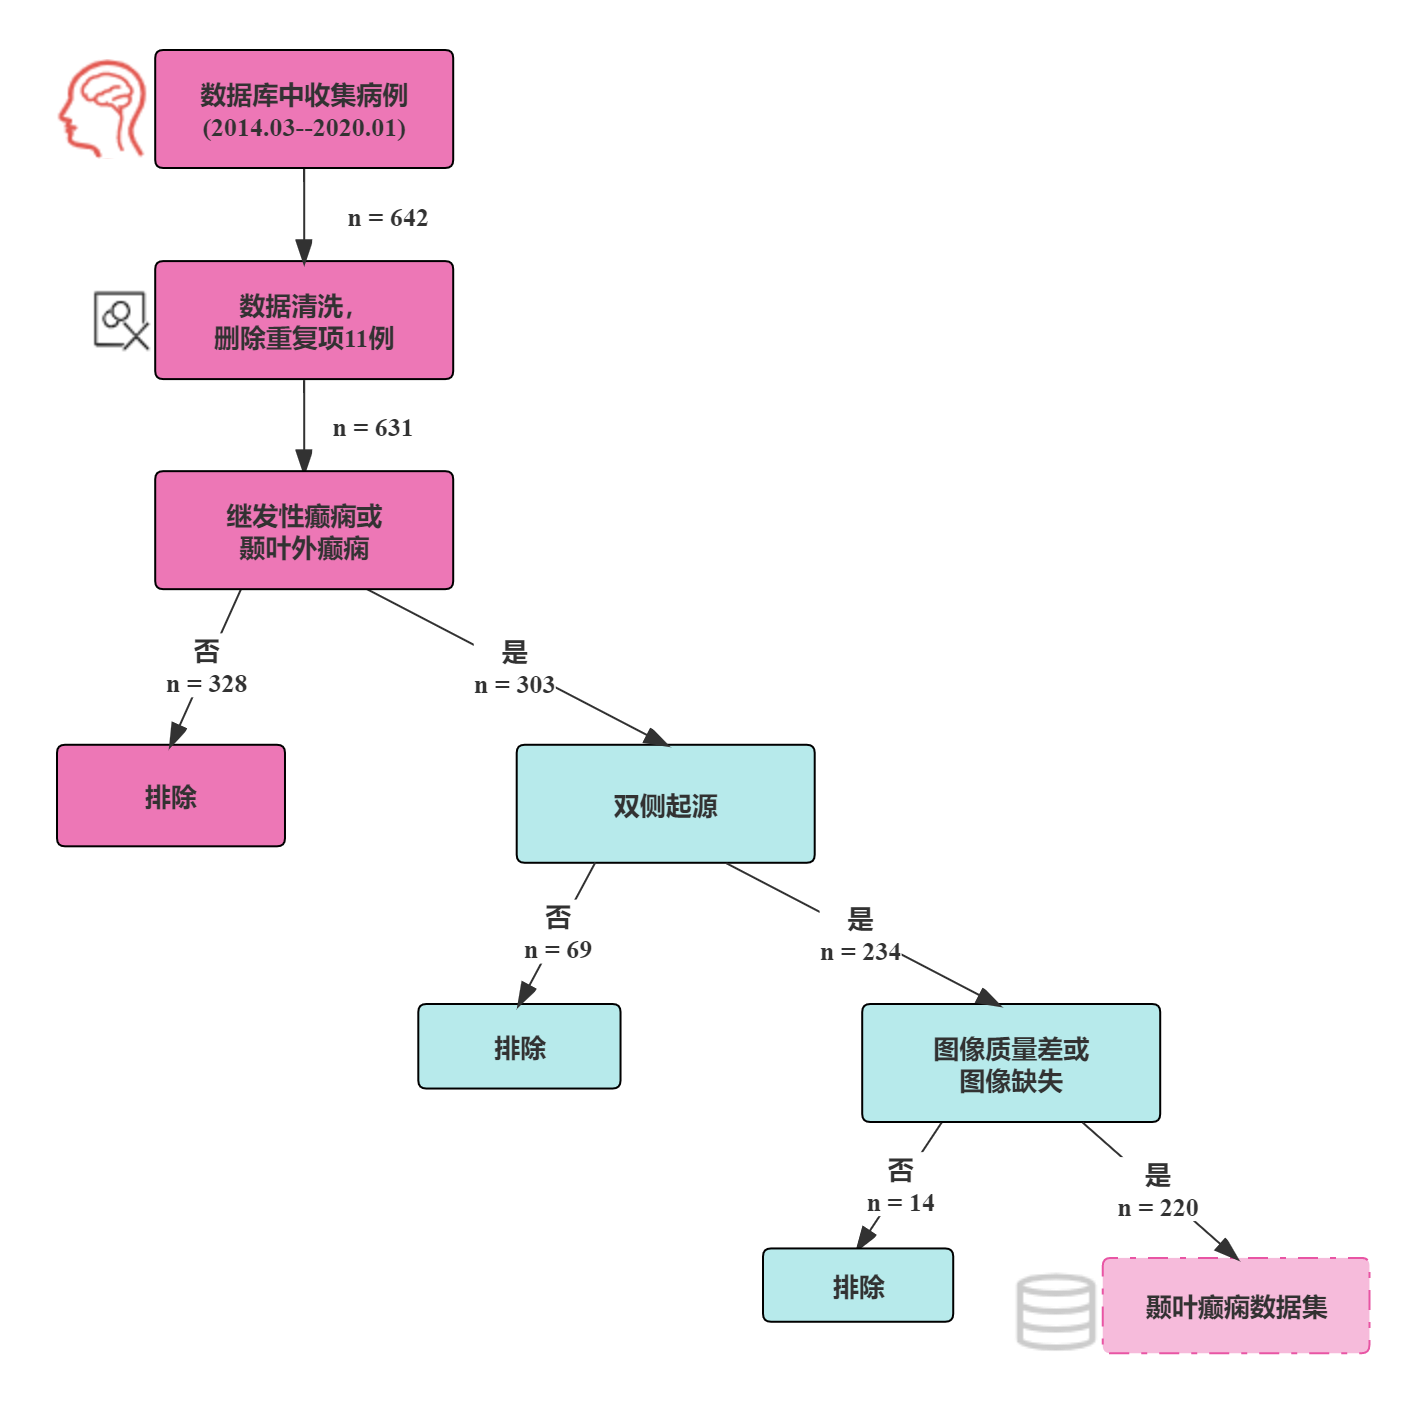 数据库中收集病例
(2014.03--2020.01)
n = 642
数据清洗，
删除重复项11例
n = 631
继发性癫痫或
颞叶外癫痫
否
n = 328
是
n = 303
排除
双侧起源
否
n = 69
是
n = 234
排除
图像质量差或
图像缺失
否
n = 14
是
n = 220
排除
颞叶癫痫数据集